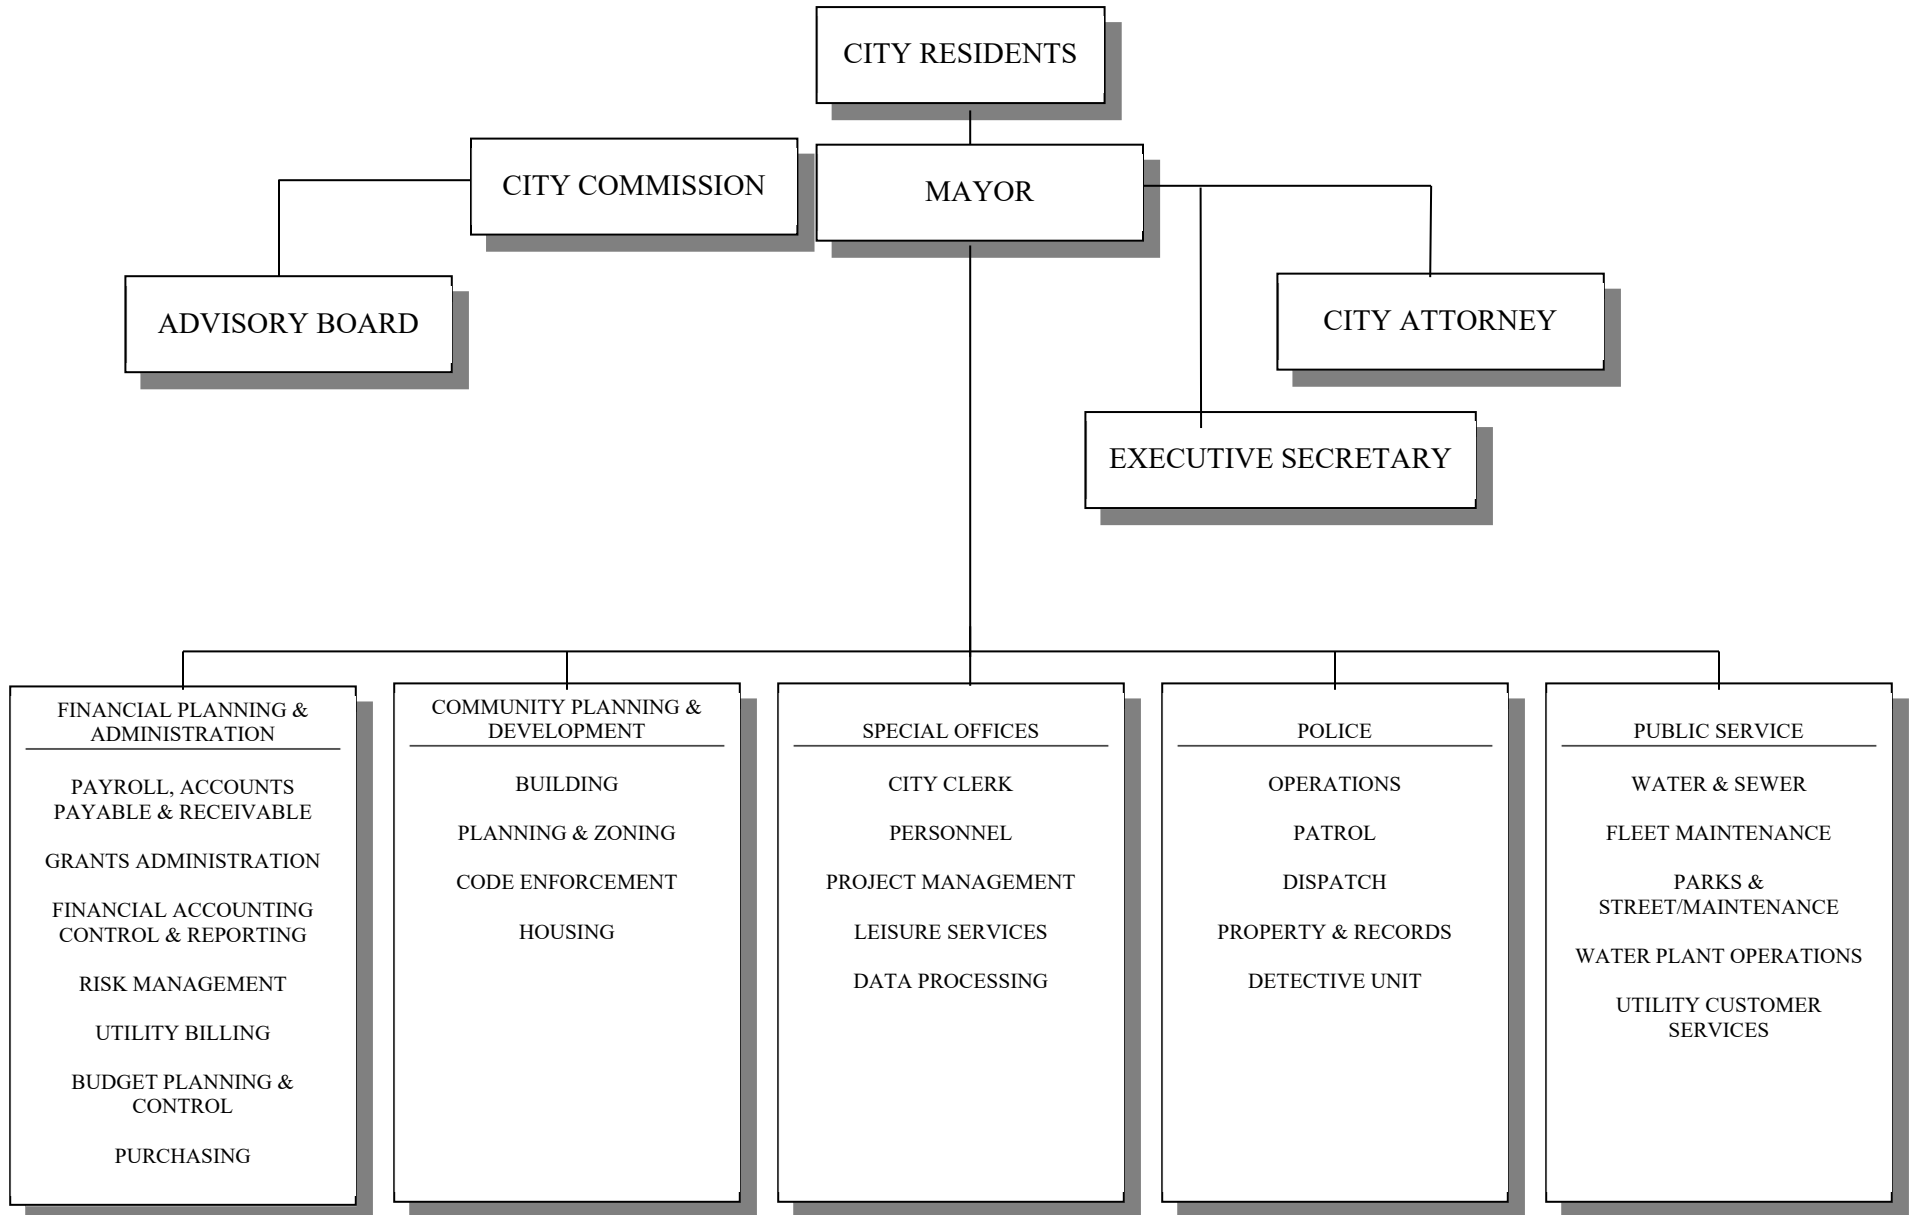 CITY RESIDENTS
CITY COMMISSION
MAYOR
ADVISORY BOARD
CITY ATTORNEY
EXECUTIVE SECRETARY
FINANCIAL PLANNING &
ADMINISTRATION
PAYROLL, ACCOUNTS
PAYABLE & RECEIVABLE
GRANTS ADMINISTRATION
FINANCIAL ACCOUNTING
CONTROL & REPORTING
RISK MANAGEMENT
UTILITY BILLING
BUDGET PLANNING &
CONTROL
PURCHASING
COMMUNITY PLANNING &
DEVELOPMENT
BUILDING
PLANNING & ZONING
CODE ENFORCEMENT
HOUSING
SPECIAL OFFICES
CITY CLERK
PERSONNEL
PROJECT MANAGEMENT
LEISURE SERVICES
DATA PROCESSING
POLICE
OPERATIONS
PATROL
DISPATCH
PROPERTY & RECORDS
DETECTIVE UNIT
PUBLIC SERVICE
WATER & SEWER
FLEET MAINTENANCE
PARKS &
STREET/MAINTENANCE
WATER PLANT OPERATIONS
UTILITY CUSTOMER
SERVICES